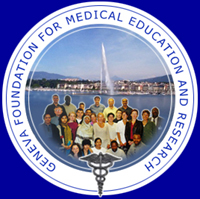 GENEVA FOUNDATION FOR MEDICAL EDUCATION AND RESEARCH